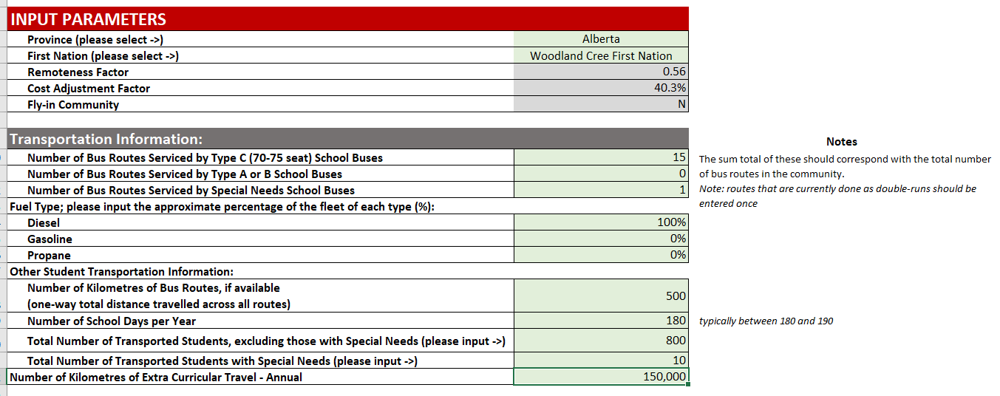 INPUT PARAMETERS
Province (please select ->) Alberta
First Nation (please select ->) Woodland Cree First Nation
Remoteness Factor 0.56
Cost Adjustment Factor 40.3%
Fly-in Community N
Transportation Information:
Notes
Number of Bus Routes Serviced by Type C (70-75 seat) School Buses 15
Number of Bus Routes Serviced by Type A or B School Buses 0
Number of Bus Routes Serviced by Special Needs School Buses 1
The sum total of these should correspond with the total number
of bus routes in the community.
Note: routes that are currently done as double-runs should be
entered once
Fuel Type; please input the approximate percentage of the fleet of each type (%):
Diesel 100%
Gasoline 0%
Propane 0%
Other Student Transportation Information:
Number of Kilometres of Bus Routes, if available
(one-way total distance travelled across all routes)
500
Number of School Days per Year 180 typically between 180 and 190
Total Number of Transported Students, excluding those with Special Needs (please input ->) 800
Total Number of Transported Students with Special Needs (please input ->) 10
Number of Kilometres of Extra Curricular Travel - Annual 150,000